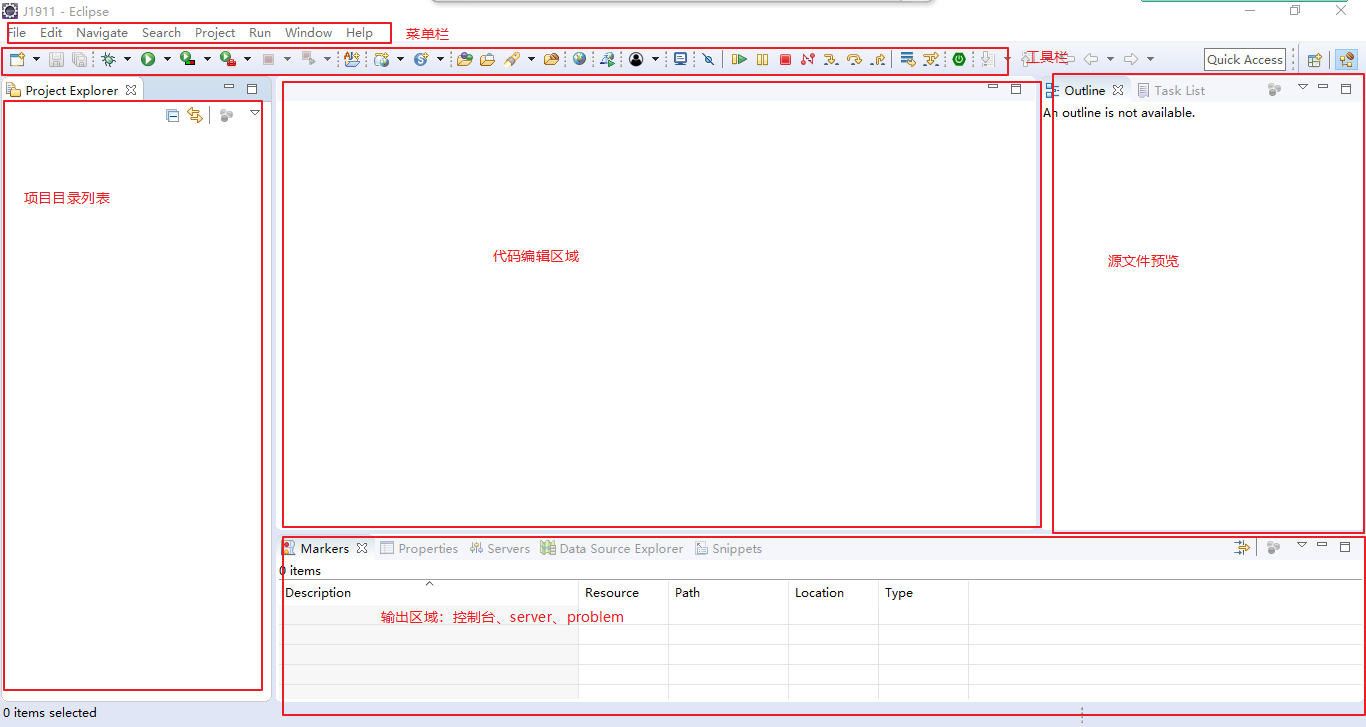 J1911 - Eclipse
File Edit Navigate Search Project Run Window Help 菜单栏
工具栏 Quick Access
Project Explorer
项目目录列表
代码编辑区域
Outline Task List
An outline is not available.
源文件预览
Markers Properties Servers Data Source Explorer Snippets
0 items
Description Resource Path Location Type
输出区域：控制台、server、problem
0 items selected